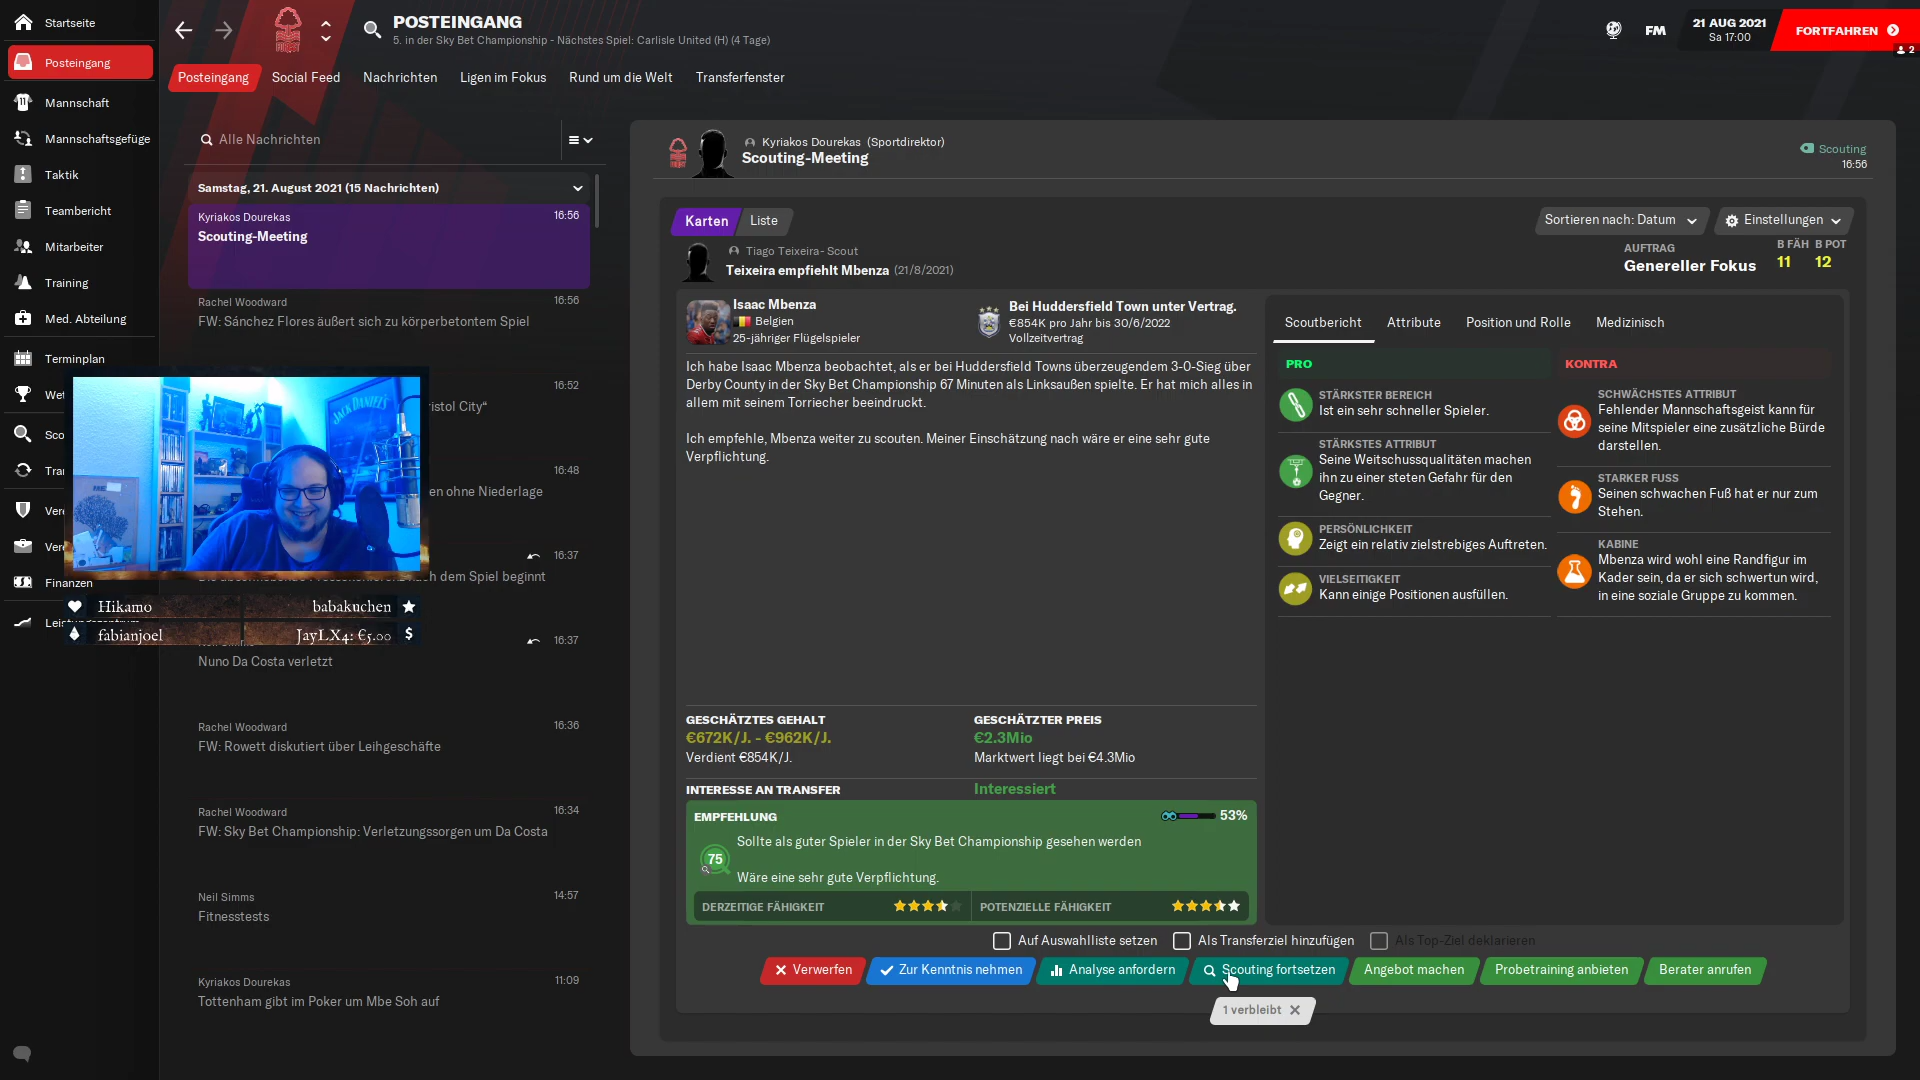 Startseite
Posteingang
Mannschaft
Mannschaftsgefüge
Taktik
Teambericht
Mitarbeiter
Training
Med. Abteilung
Terminplan
Finanzen
POSTEINGANG
5. in der Sky Bet Championship - Nächstes Spiel: Carlisle United (H) (4 Tage)
FM
21 AUG 2021
Sa 17:00
FORTFAHREN
2
Posteingang Social Feed Nachrichten Ligen im Fokus Rund um die Welt Transferfenster
Alle Nachrichten
Samstag, 21. August 2021 (15 Nachrichten)
Kyriakos Dourekas 16:56
Scouting-Meeting
Rachel Woodward 16:56
FW: Sánchez Flores äußert sich zu körperbetontem Spiel
16:52
ristol City“
16:48
en ohne Niederlage
16:37
dem Spiel beginnt
16:37
Nuno Da Costa verletzt
Rachel Woodward 16:36
FW: Rowett diskutiert über Leihgeschäfte
Rachel Woodward 16:34
FW: Sky Bet Championship: Verletzungssorgen um Da Costa
Neil Simms 14:57
Fitnesstests
Kyriakos Dourekas 11:09
Tottenham gibt im Poker um Mbe Soh auf
JACK DANIEL'S
Hikamo babakuchen
fabianjoel JayLX4: €5.00
Kyriakos Dourekas (Sportdirektor)
Scouting-Meeting
Scouting
16:56
Karten Liste
Sortieren nach: Datum
Einstellungen
Tiago Teixeira- Scout
Teixeira empfiehlt Mbenza (21/8/2021)
AUFTRAG
Genereller Fokus
B FÄH B POT
11 12
Isaac Mbenza
Belgien
25-jähriger Flügelspieler
Bei Huddersfield Town unter Vertrag.
€854K pro Jahr bis 30/6/2022
Vollzeitvertrag
Ich habe Isaac Mbenza beobachtet, als er bei Huddersfield Towns überzeugendem 3-0-Sieg über
Derby County in der Sky Bet Championship 67 Minuten als Linksaußen spielte. Er hat mich alles in
allem mit seinem Torriecher beeindruckt.
Ich empfehle, Mbenza weiter zu scouten. Meiner Einschätzung nach wäre er eine sehr gute
Verpflichtung.
GESCHÄTZTES GEHALT
€672K/J. - €962K/J.
Verdient €854K/J.
GESCHÄTZTER PREIS
€2.3Mio
Marktwert liegt bei €4.3Mio
INTERESSE AN TRANSFER Interessiert
EMPFEHLUNG 53%
75
Sollte als guter Spieler in der Sky Bet Championship gesehen werden
Wäre eine sehr gute Verpflichtung.
DERZEITIGE FÄHIGKEIT
POTENZIELLE FÄHIGKEIT
Scoutbericht Attribute Position und Rolle Medizinisch
PRO
STÄRKSTER BEREICH
Ist ein sehr schneller Spieler.
STÄRKSTES ATTRIBUT
Seine Weitschussqualitäten machen
ihn zu einer steten Gefahr für den
Gegner.
PERSÖNLICHKEIT
Zeigt ein relativ zielstrebiges Auftreten.
VIELSEITIGKEIT
Kann einige Positionen ausfüllen.
KONTRA
SCHWÄCHSTES ATTRIBUT
Fehlender Mannschaftsgeist kann für
seine Mitspieler eine zusätzliche Bürde
darstellen.
STARKER FUSS
Seinen schwachen Fuß hat er nur zum
Stehen.
KABINE
Mbenza wird wohl eine Randfigur im
Kader sein, da er sich schwertun wird,
in eine soziale Gruppe zu kommen.
Auf Auswahlliste setzen Als Transferziel hinzufügen Als Top-Ziel deklarieren
Verwerfen Zur Kenntnis nehmen Analyse anfordern Scouting fortsetzen Angebot machen Probetraining anbieten Berater anrufen
1 verbleibt